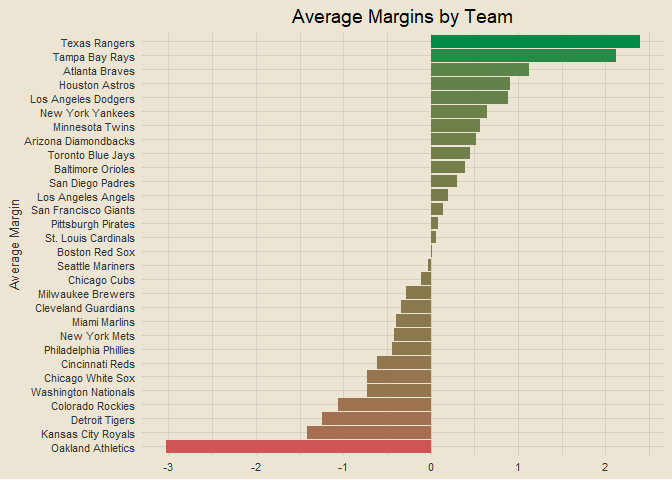 Average Margins by Team
Average Margin
Texas Rangers
Tampa Bay Rays
Atlanta Braves
Houston Astros
Los Angeles Dodgers
New York Yankees
Minnesota Twins
Arizona Diamondbacks
Toronto Blue Jays
Baltimore Orioles
San Diego Padres
Los Angeles Angels
San Francisco Giants
Pittsburgh Pirates
St. Louis Cardinals
Boston Red Sox
Seattle Mariners
Chicago Cubs
Milwaukee Brewers
Cleveland Guardians
Miami Marlins
New York Mets
Philadelphia Phillies
Cincinnati Reds
Chicago White Sox
Washington Nationals
Colorado Rockies
Detroit Tigers
Kansas City Royals
Oakland Athletics
-3 -2 -1 0 1 2